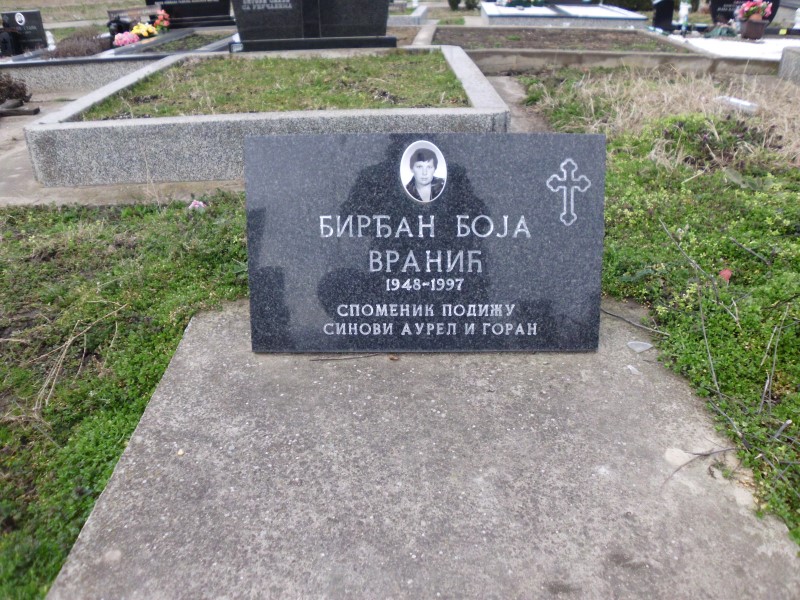 БИРЂАН БОЈА
ВРАНИЋ
1948-1997
СПОМЕНИК ПОДИЖУ
СИНОВИ АУРЕЛ И ГОРАН